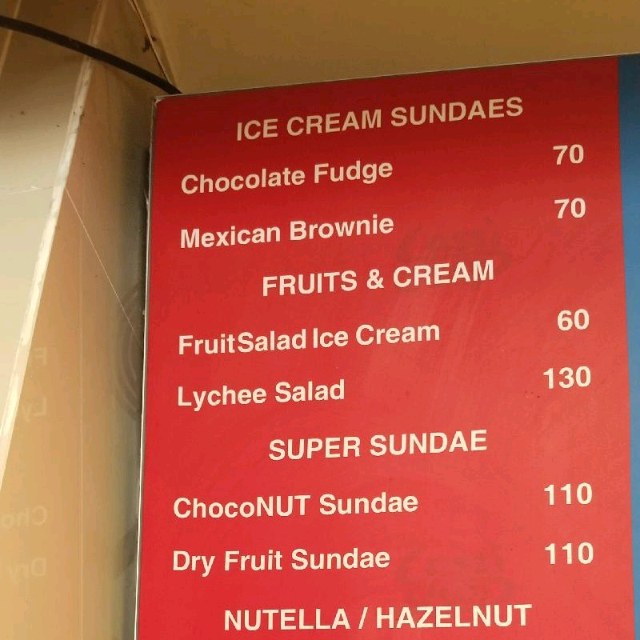 ICE CREAM SUNDAES
Chocolate Fudge 70
Mexican Brownie 70
FRUITS & CREAM
FruitSalad Ice Cream 60
Lychee Salad 130
SUPER SUNDAE
ChocoNUT Sundae 110
Dry Fruit Sundae 110
NUTELLA / HAZELNUT